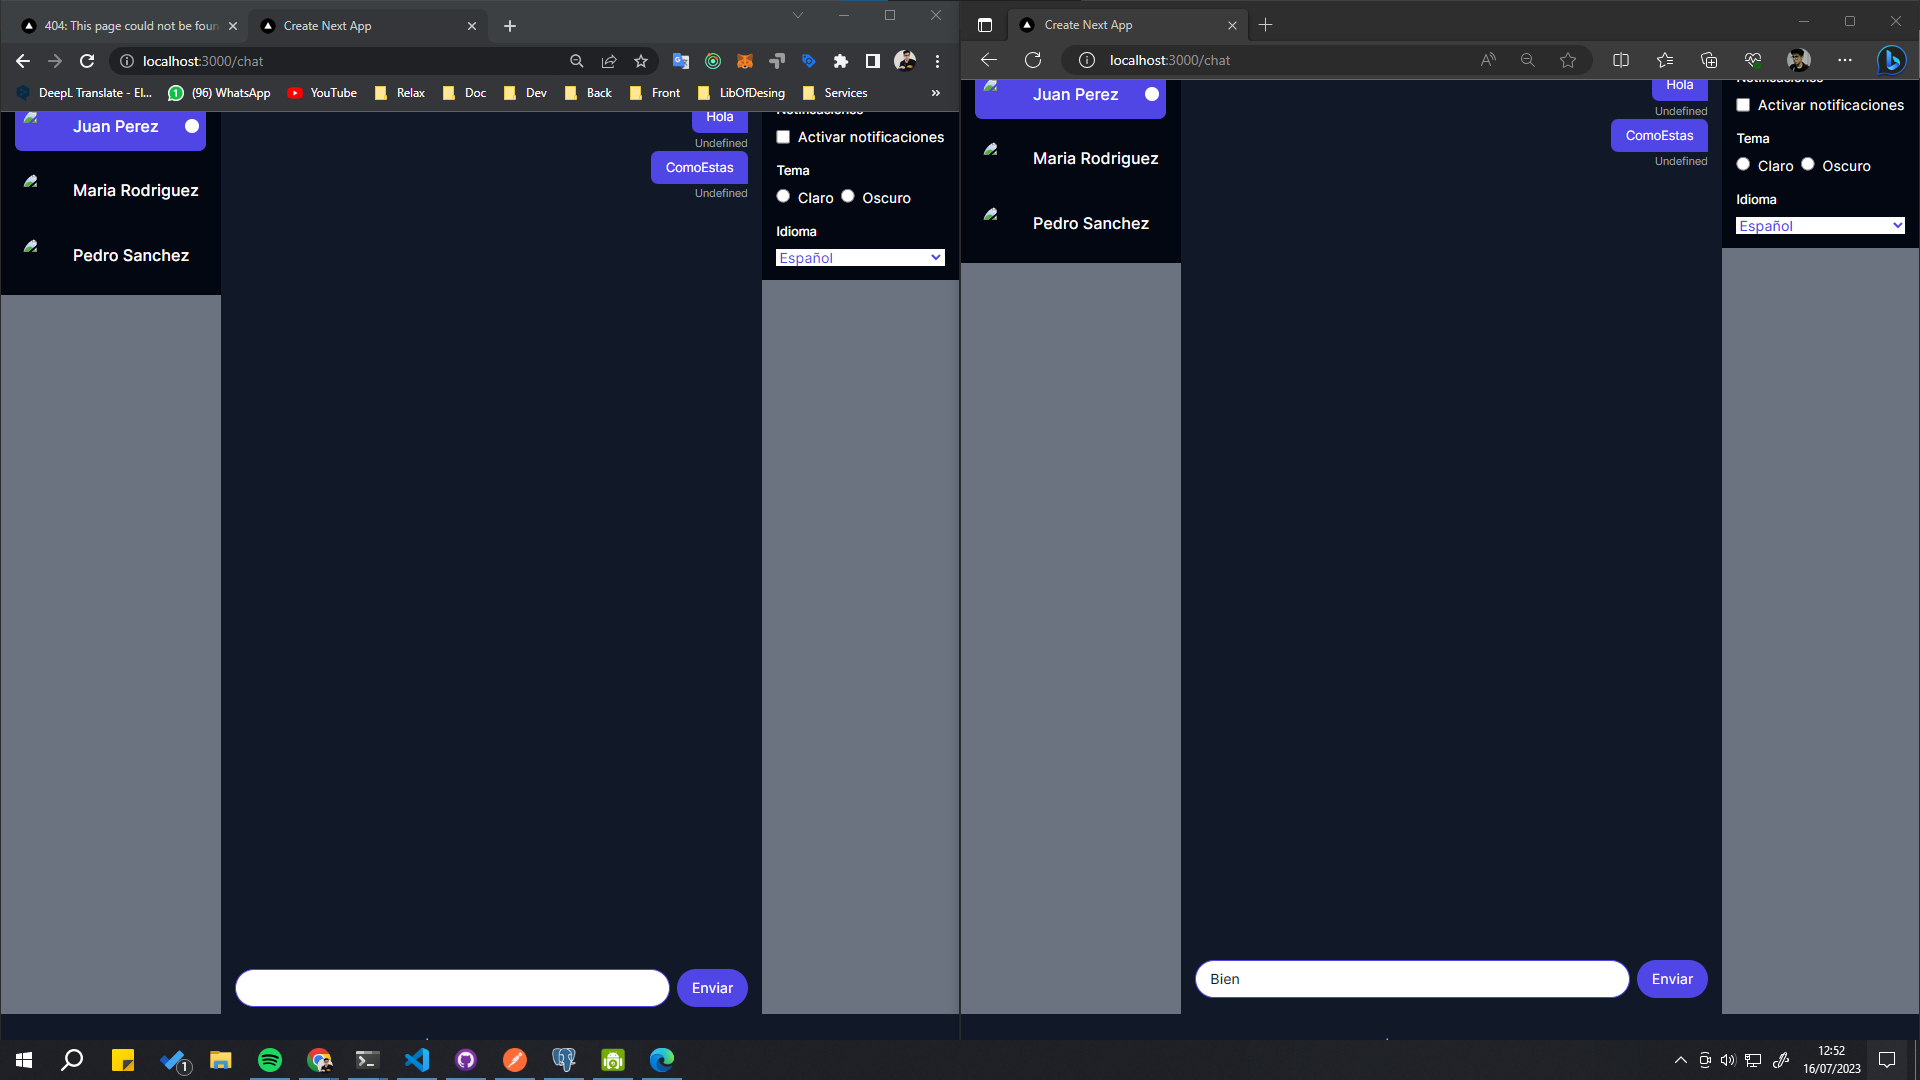 404: This page could not be foun
Create Next App
localhost:3000/chat
DeepL Translate - El...
(96) WhatsApp
YouTube
Relax
Doc
Dev
Back
Front
LibOfDesing
Services
»
Juan Perez
Maria Rodriguez
Pedro Sanchez
Hola
Undefined
ComoEstas
Undefined
Notificaciones
Activar notificaciones
Tema
Claro
Oscuro
Idioma
Español
Enviar
Create Next App
localhost:3000/chat
Juan Perez
Maria Rodriguez
Pedro Sanchez
Hola
Undefined
ComoEstas
Undefined
Notificaciones
Activar notificaciones
Tema
Claro
Oscuro
Idioma
Español
Bien
Enviar
1
12:52
16/07/2023